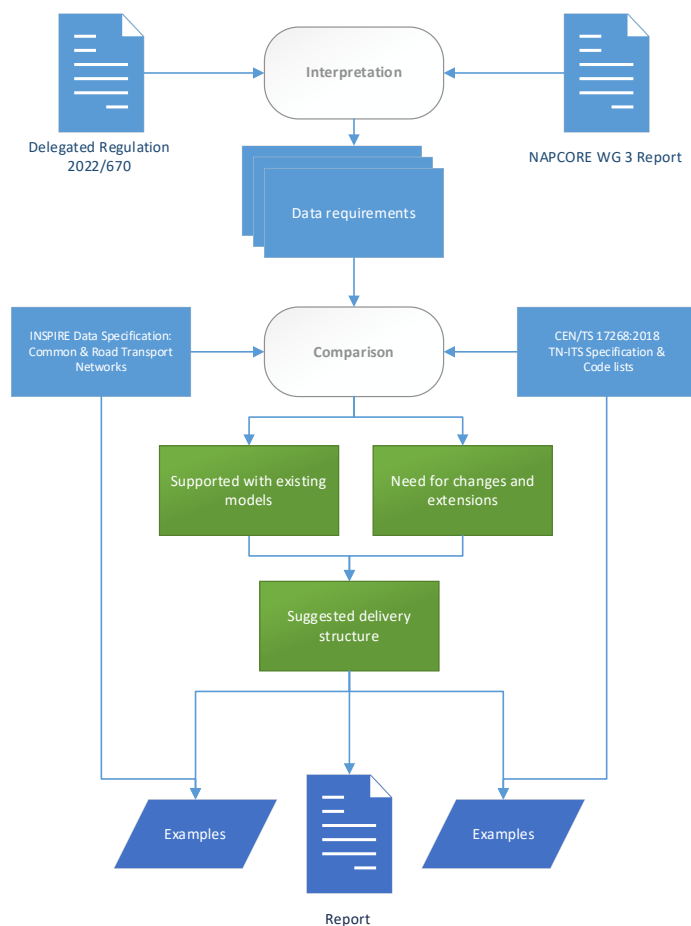 Interpretation
Delegated Regulation
2022/670
NAPCORE WG 3 Report
Data requirements
INSPIRE Data Specification:
Common & Road Transport
Networks
Comparison
CEN/TS 17268:2018
TN-ITS Specification &
Code lists
Supported with existing
models
Need for changes and
extensions
Suggested delivery
structure
Examples
Examples
Report